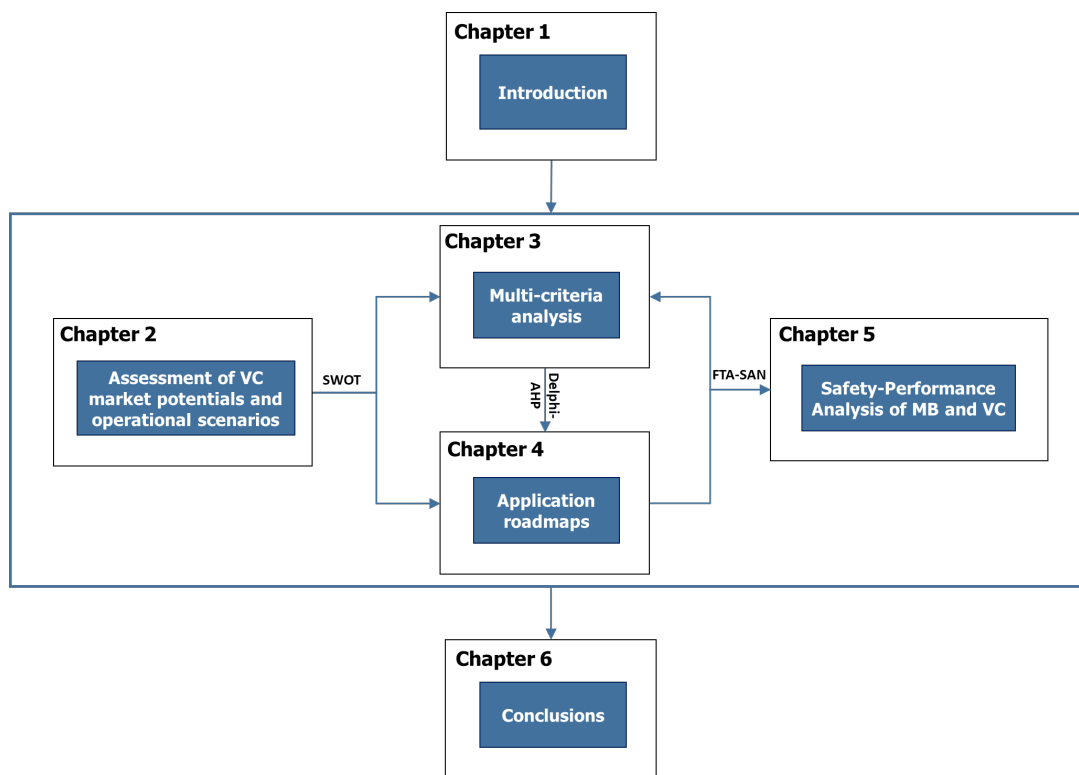 Chapter 1
Introduction
Chapter 3
Multi-criteria
analysis
Chapter 2
Assessment of VC
market potentials and
operational scenarios
SWOT
Delphi-
AHP
FTA-SAN
Chapter 5
Safety-Performance
Analysis of MB and VC
Chapter 4
Application
roadmaps
Chapter 6
Conclusions